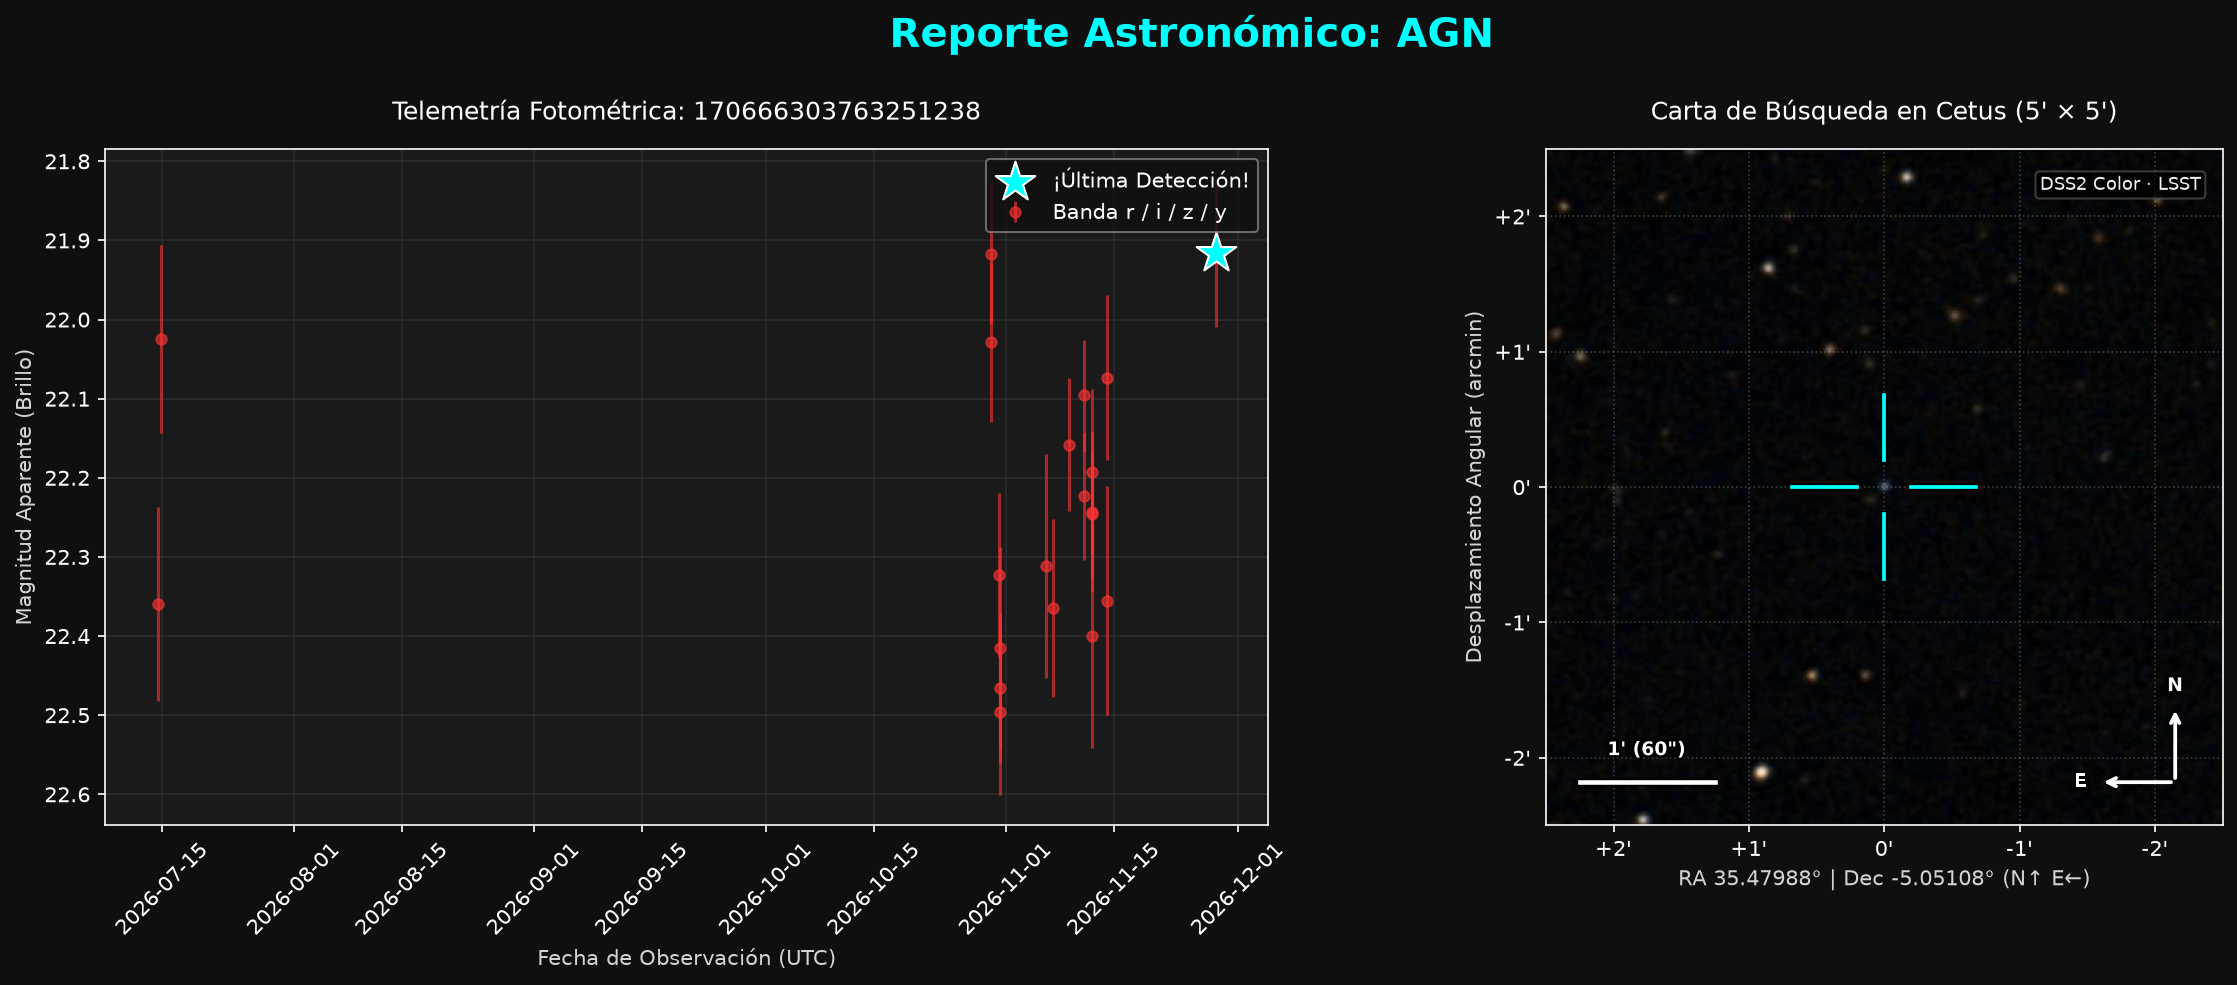 Reporte Astronómico: AGN
Telemetría Fotométrica: 170666303763251238
¡Última Detección!
Banda r / i / z / y
Magnitud Aparente (Brillo)
21.8
21.9
22.0
22.1
22.2
22.3
22.4
22.5
22.6
2026-07-15
2026-08-01
2026-08-15
2026-09-01
2026-09-15
2026-10-01
2026-10-15
2026-11-01
2026-11-15
2026-12-01
Fecha de Observación (UTC)
Carta de Búsqueda en Cetus (5' × 5')
DSS2 Color · LSST
Desplazamiento Angular (arcmin)
+2'
+1'
0'
-1'
-2'
N
E
1' (60")
+2'
+1'
0'
-1'
-2'
RA 35.47988° | Dec -5.05108° (N↑ E←)